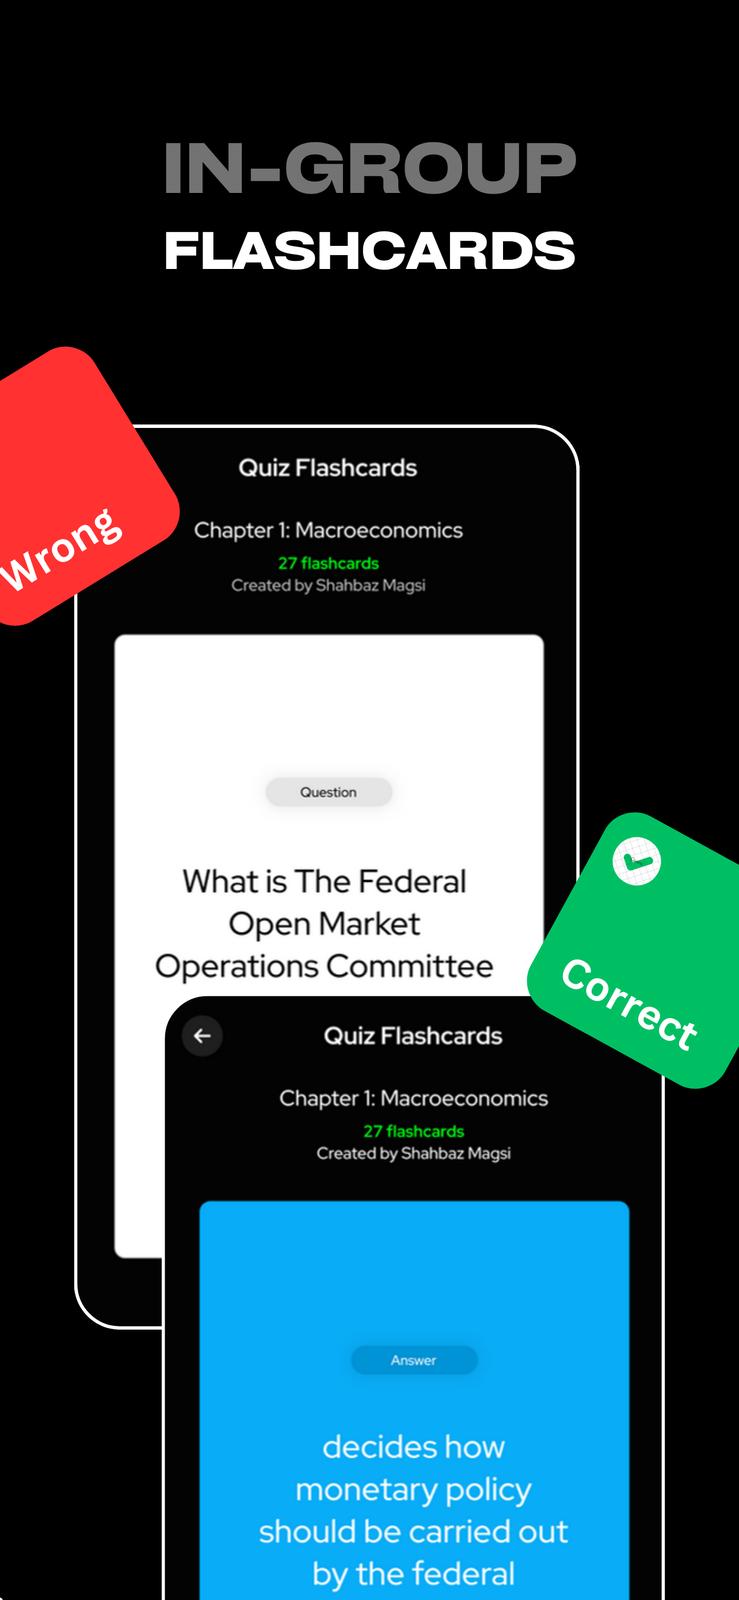 IN-GROUP
FLASHCARDS
Wrong
Quiz Flashcards
Chapter 1: Macroeconomics
27 flashcards
Created by Shahbaz Magsi
Question
What is The Federal
Open Market
Operations Committee
Correct
Quiz Flashcards
Chapter 1: Macroeconomics
27 flashcards
Created by Shahbaz Magsi
Answer
decides how
monetary policy
should be carried out
by the federal